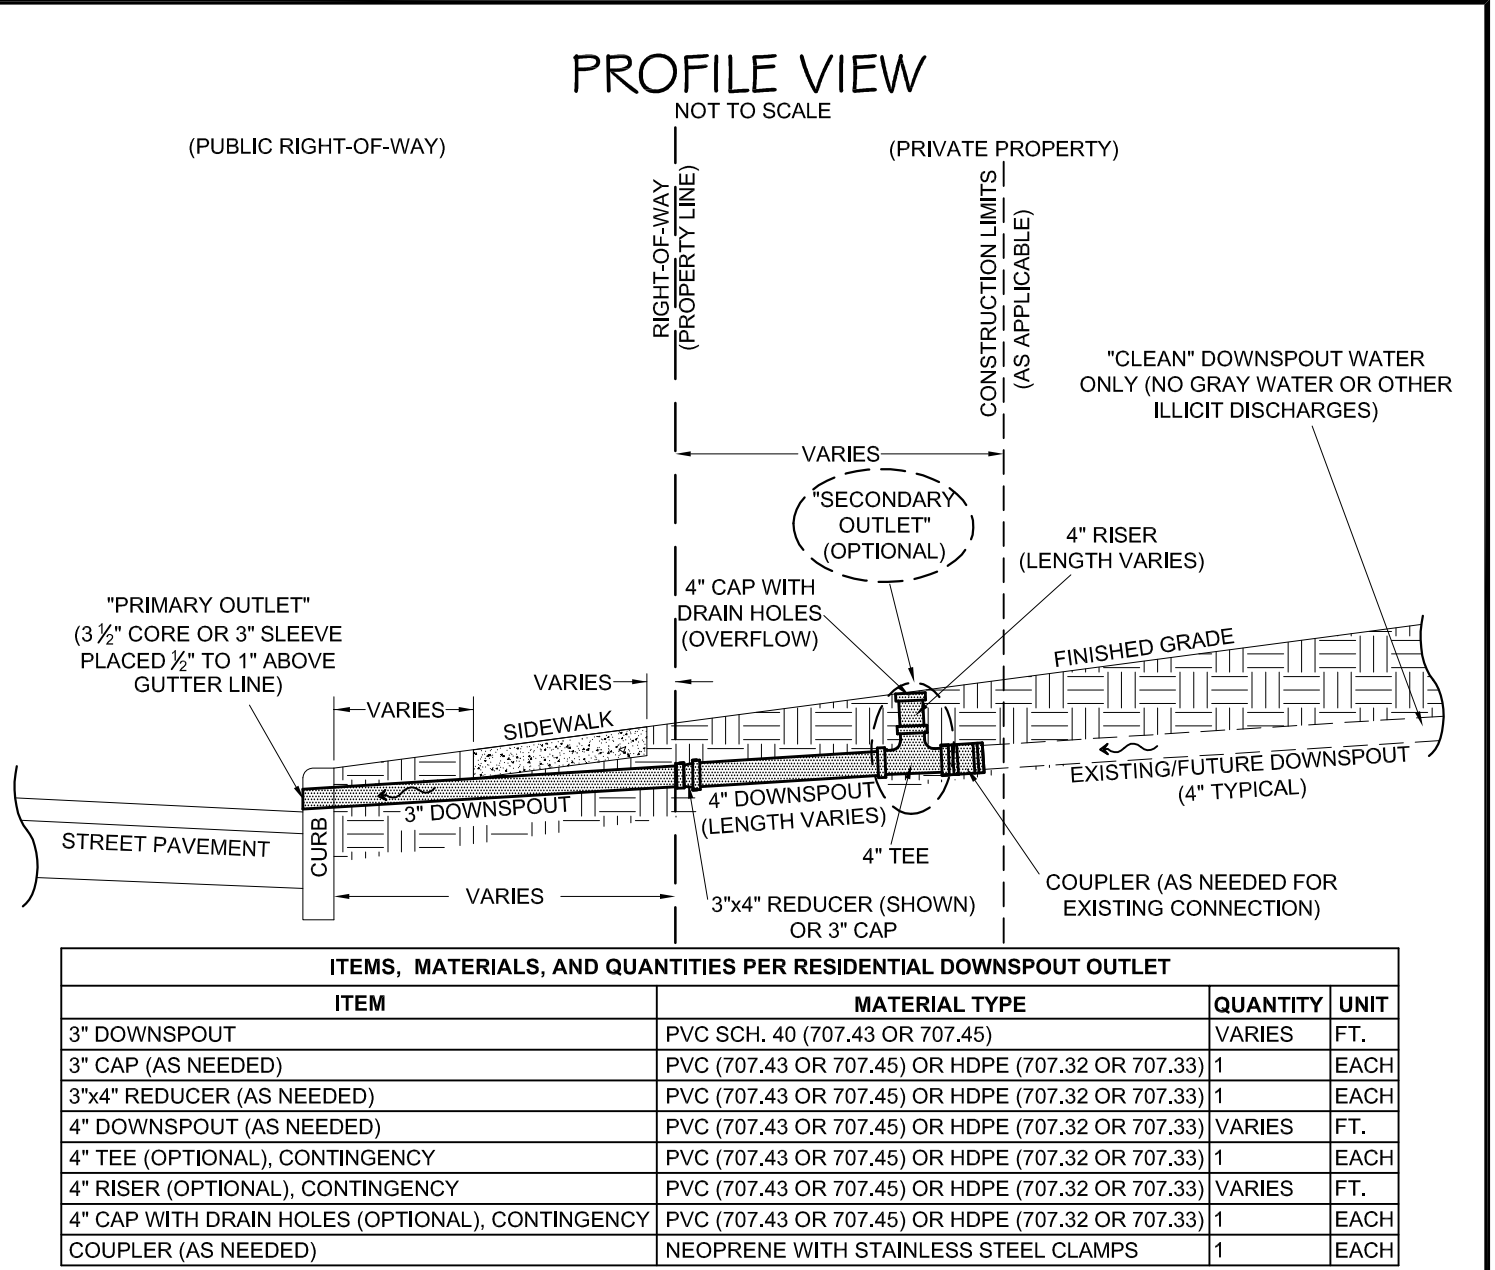 PROFILE VIEW
NOT TO SCALE
(PUBLIC RIGHT-OF-WAY)
(PRIVATE PROPERTY)
RIGHT-OF-WAY
(PROPERTY LINE)
CONSTRUCTION LIMITS
(AS APPLICABLE)
"CLEAN" DOWNSPOUT WATER
ONLY (NO GRAY WATER OR OTHER
ILLICIT DISCHARGES)
VARIES
"SECONDARY
OUTLET"
(OPTIONAL)
4" RISER
(LENGTH VARIES)
4" CAP WITH
DRAIN HOLES
(OVERFLOW)
"PRIMARY OUTLET"
(3 ½" CORE OR 3" SLEEVE
PLACED ½" TO 1" ABOVE
GUTTER LINE)
FINISHED GRADE
VARIES
VARIES
SIDEWALK
EXISTING/FUTURE DOWNSPOUT
(4" TYPICAL)
3" DOWNSPOUT
4" DOWNSPOUT
(LENGTH VARIES)
STREET PAVEMENT
CURB
4" TEE
VARIES
3"x4" REDUCER (SHOWN)
OR 3" CAP
COUPLER (AS NEEDED FOR
EXISTING CONNECTION)
ITEMS, MATERIALS, AND QUANTITIES PER RESIDENTIAL DOWNSPOUT OUTLET
ITEM MATERIAL TYPE QUANTITY UNIT
3" DOWNSPOUT PVC SCH. 40 (707.43 OR 707.45) VARIES FT.
3" CAP (AS NEEDED) PVC (707.43 OR 707.45) OR HDPE (707.32 OR 707.33) 1 EACH
3"x4" REDUCER (AS NEEDED) PVC (707.43 OR 707.45) OR HDPE (707.32 OR 707.33) 1 EACH
4" DOWNSPOUT (AS NEEDED) PVC (707.43 OR 707.45) OR HDPE (707.32 OR 707.33) VARIES FT.
4" TEE (OPTIONAL), CONTINGENCY PVC (707.43 OR 707.45) OR HDPE (707.32 OR 707.33) 1 EACH
4" RISER (OPTIONAL), CONTINGENCY PVC (707.43 OR 707.45) OR HDPE (707.32 OR 707.33) VARIES FT.
4" CAP WITH DRAIN HOLES (OPTIONAL), CONTINGENCY PVC (707.43 OR 707.45) OR HDPE (707.32 OR 707.33) 1 EACH
COUPLER (AS NEEDED) NEOPRENE WITH STAINLESS STEEL CLAMPS 1 EACH